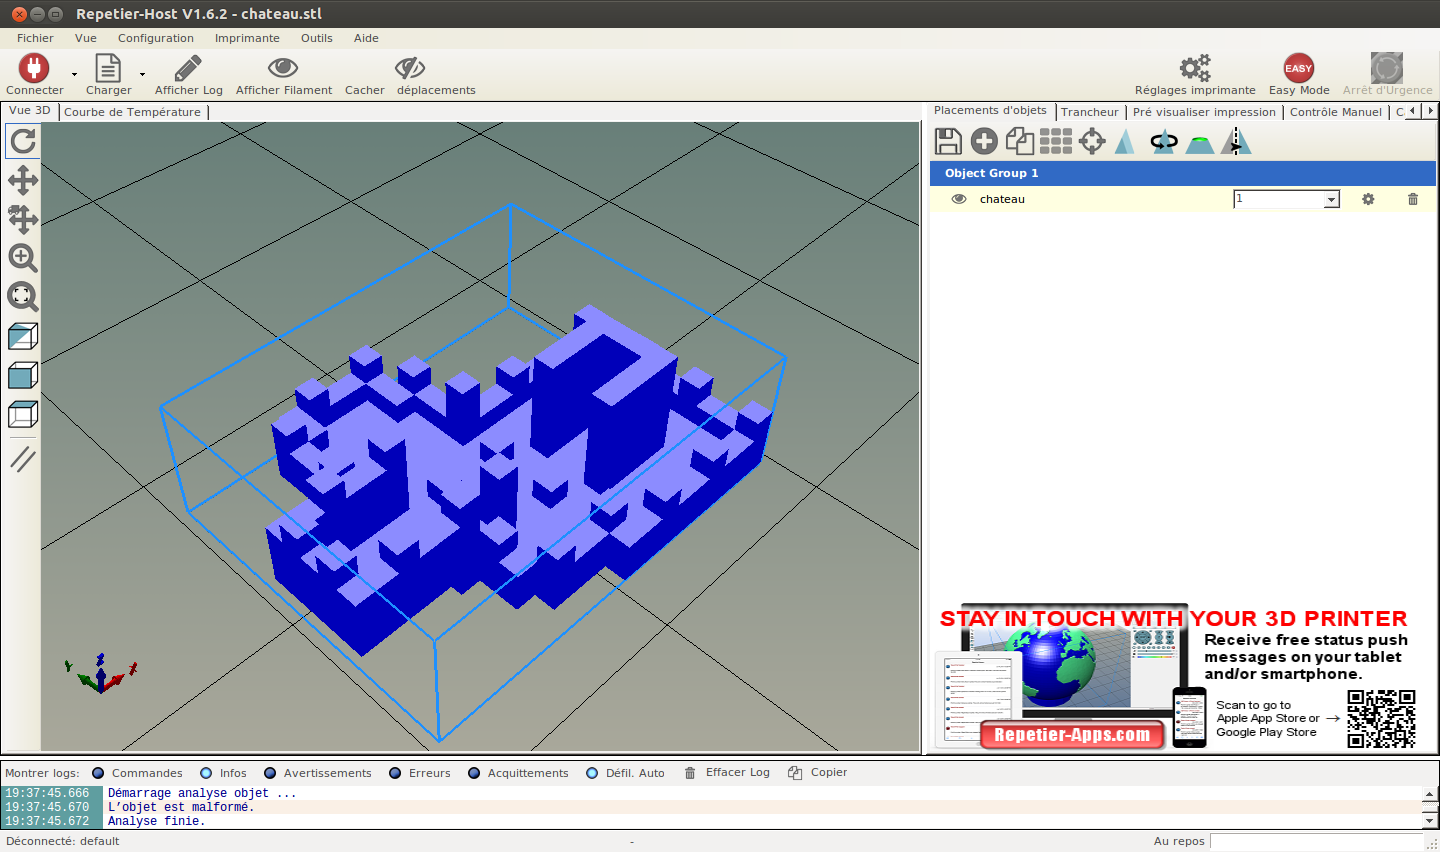 Repetier-Host V1.6.2 - chateau.stl
Fichier Vue Configuration Imprimante Outils Aide
Connecter Charger Afficher Log Afficher Filament Cacher déplacements Réglages imprimante EASY Easy Mode Arrêt d'Urgence
Vue 3D Courbe de Température
Placements d'objets Trancheur Pré visualiser impression Contrôle Manuel C
Object Group 1
chateau 1
STAY IN TOUCH WITH YOUR 3D PRINTER
Receive free status push
messages on your tablet
and/or smartphone.
Scan to go to
Apple App Store or →
Google Play Store
Repetier-Apps.com
Y Z X
Montrer logs: Commandes Infos Avertissements Erreurs Acquittements Défil. Auto Effacer Log Copier
19:37:45.666 Démarrage analyse objet ...
19:37:45.670 L’objet est malformé.
19:37:45.672 Analyse finie.
Déconnecté: default - Au repos